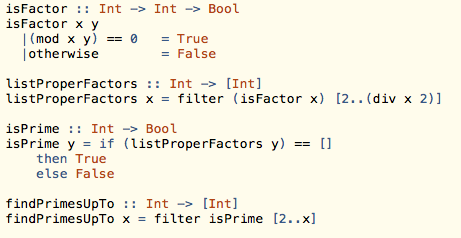 isFactor :: Int -> Int -> Bool
isFactor x y
  |(mod x y) == 0   = True
  |otherwise        = False
listProperFactors :: Int -> [Int]
listProperFactors x = filter (isFactor x) [2..(div x 2)]
isPrime :: Int -> Bool
isPrime y = if (listProperFactors y) == []
    then True
    else False
findPrimesUpTo :: Int -> [Int]
findPrimesUpTo x = filter isPrime [2..x]